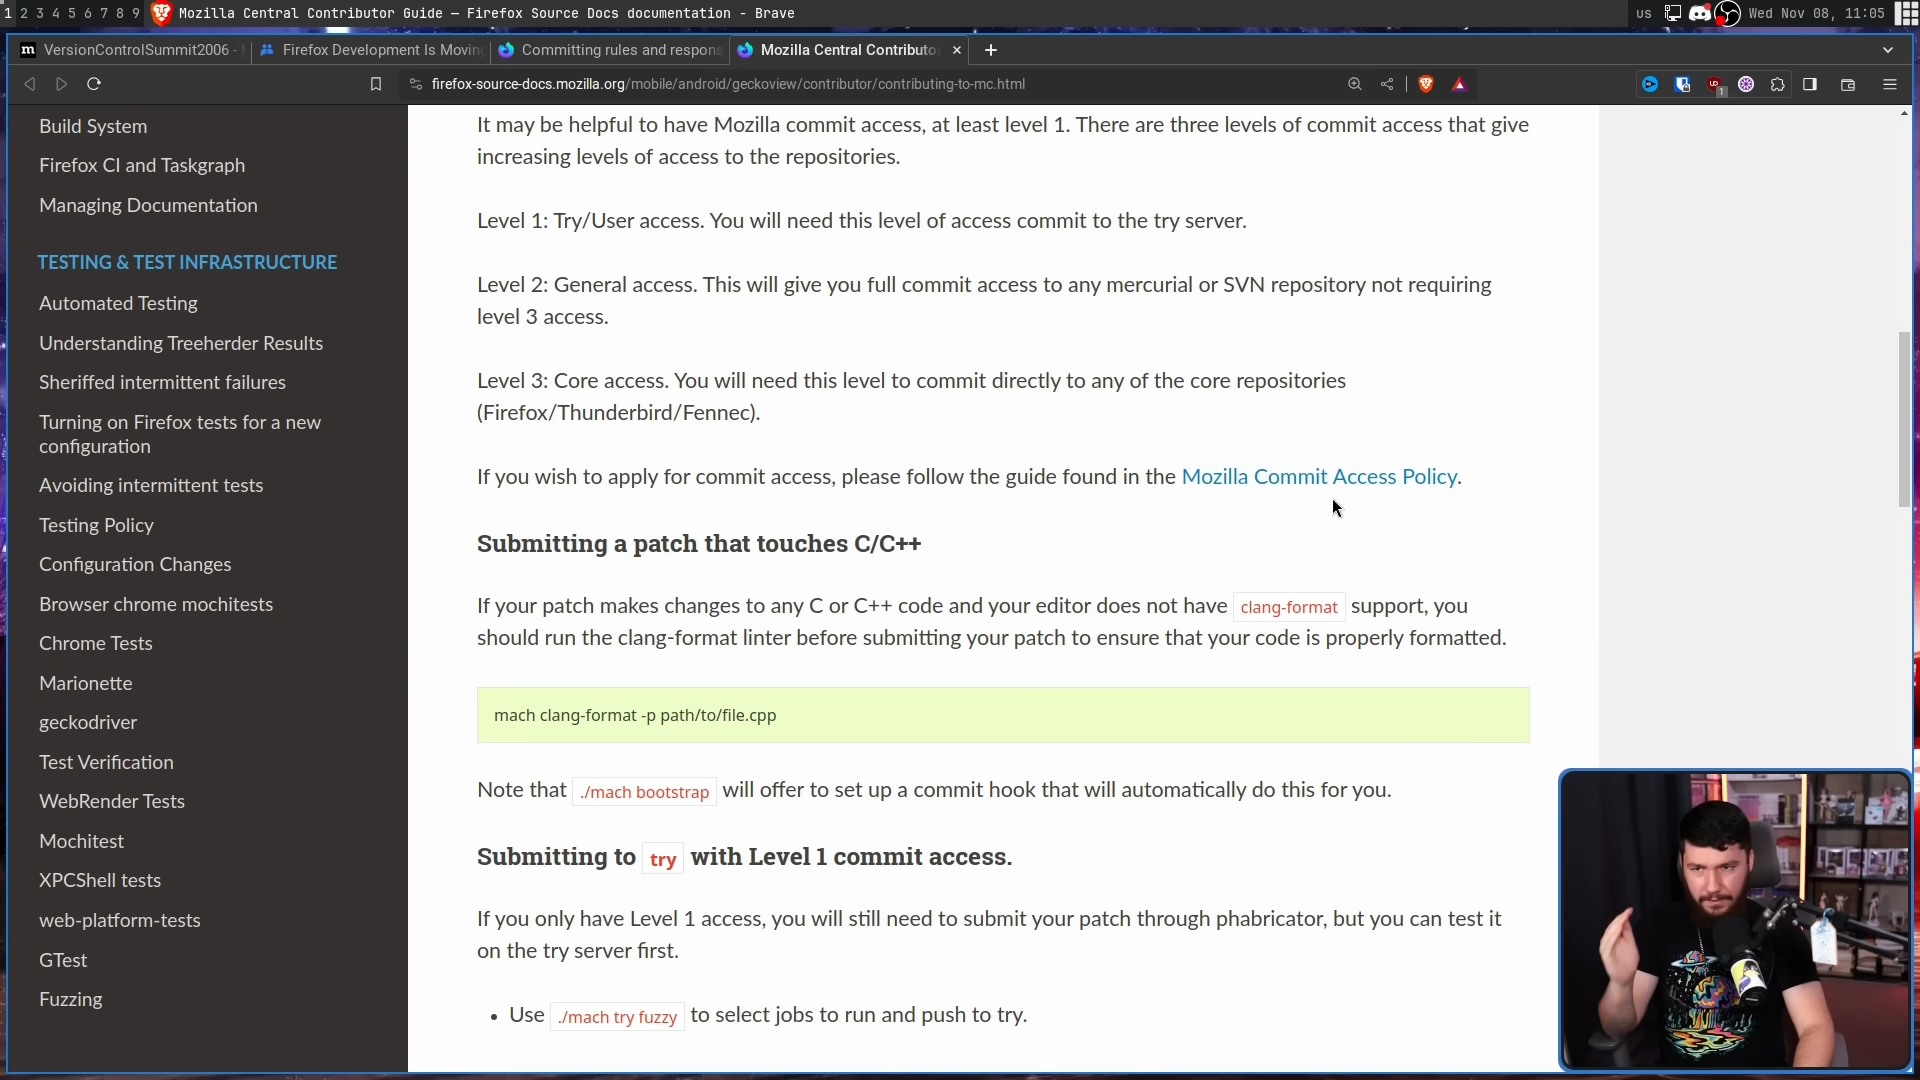 1 2 3 4 5 6 7 8 9 Mozilla Central Contributor Guide — Firefox Source Docs documentation - Brave
us Wed Nov 08, 11:05
VersionControlSummit2006 -
Firefox Development Is Movin
Committing rules and respons
Mozilla Central Contributo
firefox-source-docs.mozilla.org/mobile/android/geckoview/contributor/contributing-to-mc.html
Build System
Firefox CI and Taskgraph
Managing Documentation
TESTING & TEST INFRASTRUCTURE
Automated Testing
Understanding Treeherder Results
Sheriffed intermittent failures
Turning on Firefox tests for a new
configuration
Avoiding intermittent tests
Testing Policy
Configuration Changes
Browser chrome mochitests
Chrome Tests
Marionette
geckodriver
Test Verification
WebRender Tests
Mochitest
XPCShell tests
web-platform-tests
GTest
Fuzzing
It may be helpful to have Mozilla commit access, at least level 1. There are three levels of commit access that give
increasing levels of access to the repositories.
Level 1: Try/User access. You will need this level of access commit to the try server.
Level 2: General access. This will give you full commit access to any mercurial or SVN repository not requiring
level 3 access.
Level 3: Core access. You will need this level to commit directly to any of the core repositories
(Firefox/Thunderbird/Fennec).
If you wish to apply for commit access, please follow the guide found in the Mozilla Commit Access Policy.
Submitting a patch that touches C/C++
If your patch makes changes to any C or C++ code and your editor does not have clang-format support, you
should run the clang-format linter before submitting your patch to ensure that your code is properly formatted.
mach clang-format -p path/to/file.cpp
Note that ./mach bootstrap will offer to set up a commit hook that will automatically do this for you.
Submitting to try with Level 1 commit access.
If you only have Level 1 access, you will still need to submit your patch through phabricator, but you can test it
on the try server first.
• Use ./mach try fuzzy to select jobs to run and push to try.